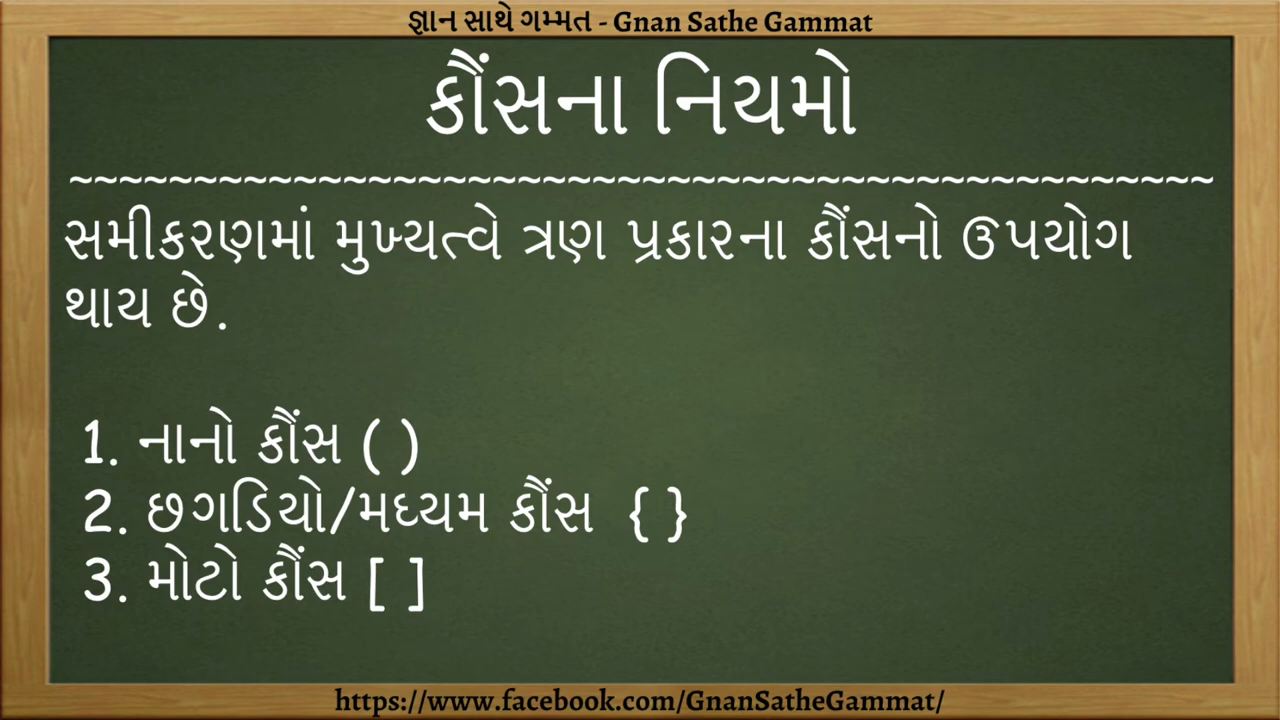 જ્ઞાન સાથે ગમ્મત - Gnan Sathe Gammat
કૌંસના નિયમો
~~~~~~~~~~~~~~~~~~~~~~~~~~~~~~~~~~~~~~~~~~~~~~
સમીકરણમાં મુખ્યત્વે ત્રણ પ્રકારના કૌંસનો ઉપયોગ
થાય છે.
1. નાનો કૌંસ ( )
2. છગડિયો/મધ્યમ કૌંસ { }
3. મોટો કૌંસ [ ]
https://www.facebook.com/GnanSatheGammat/